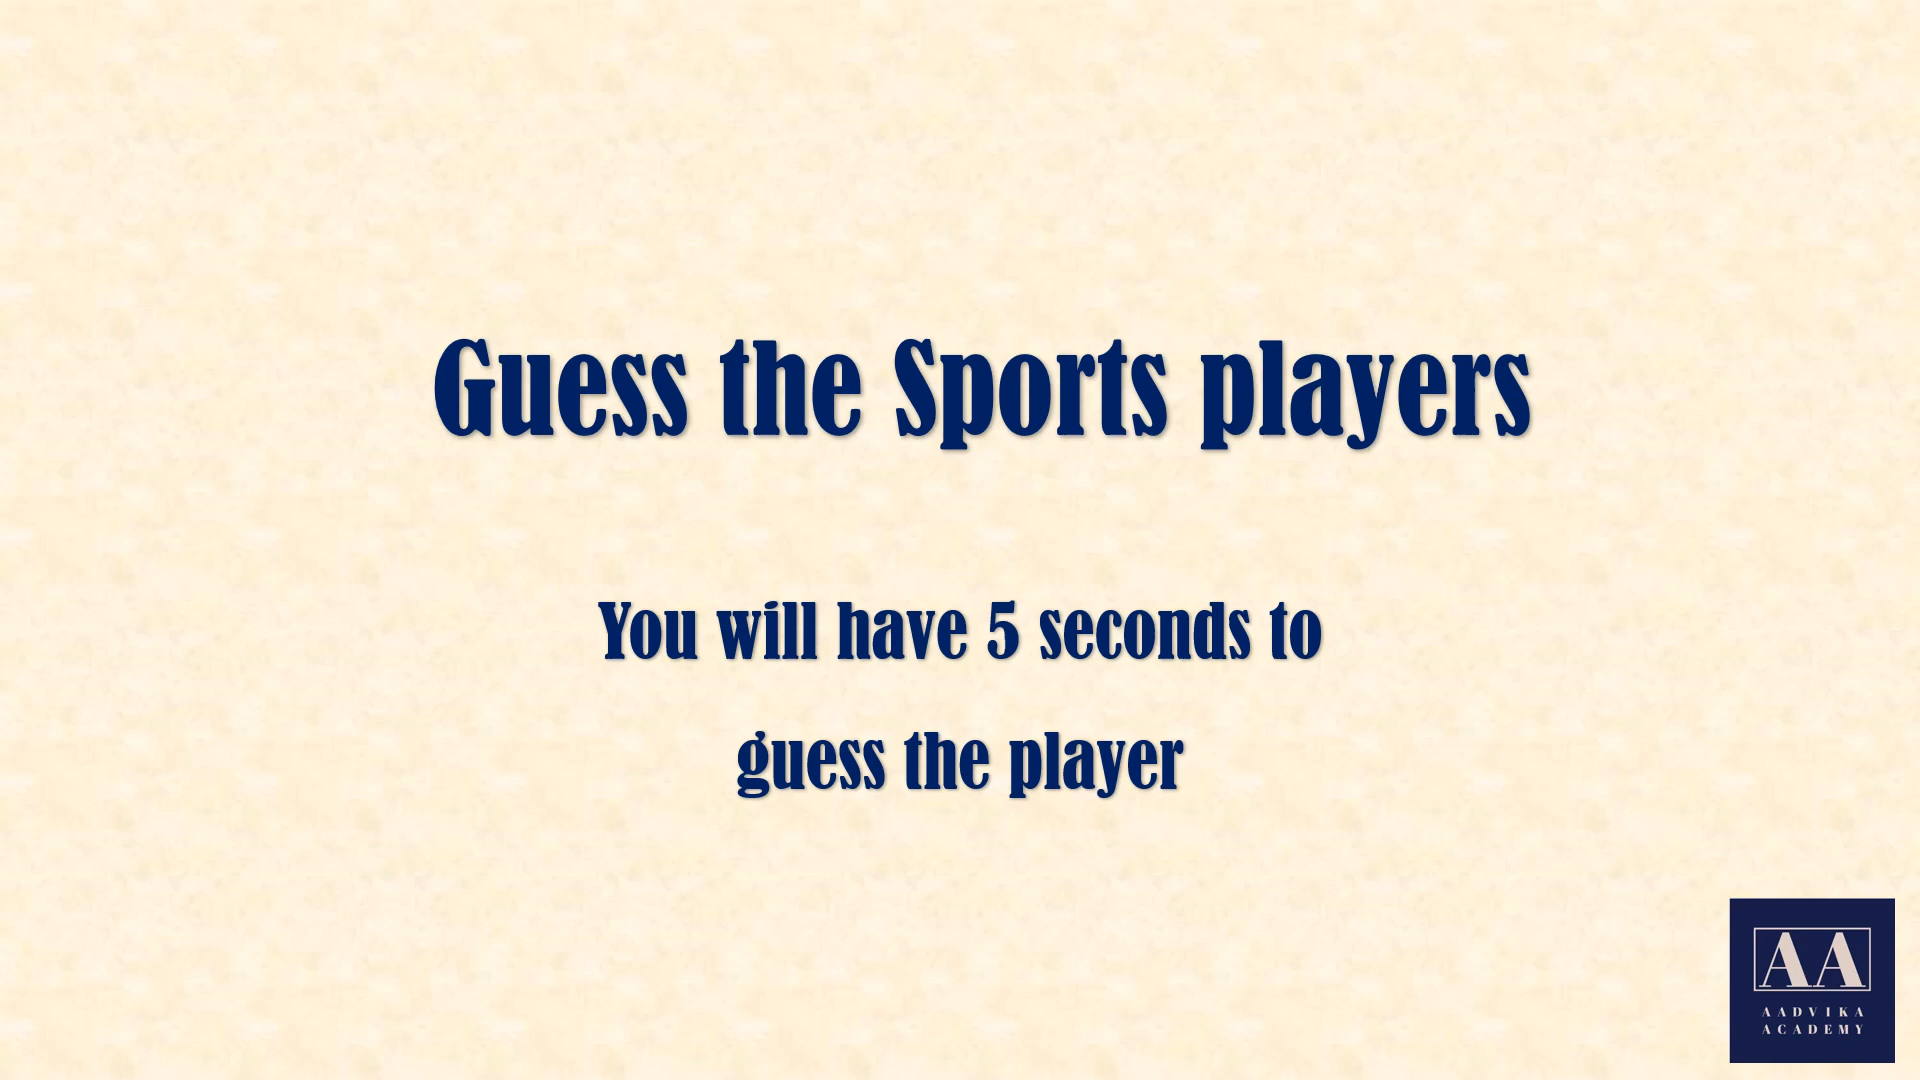 Guess the Sports players
You will have 5 seconds to
guess the player
AA
AADVIKA
ACADEMY